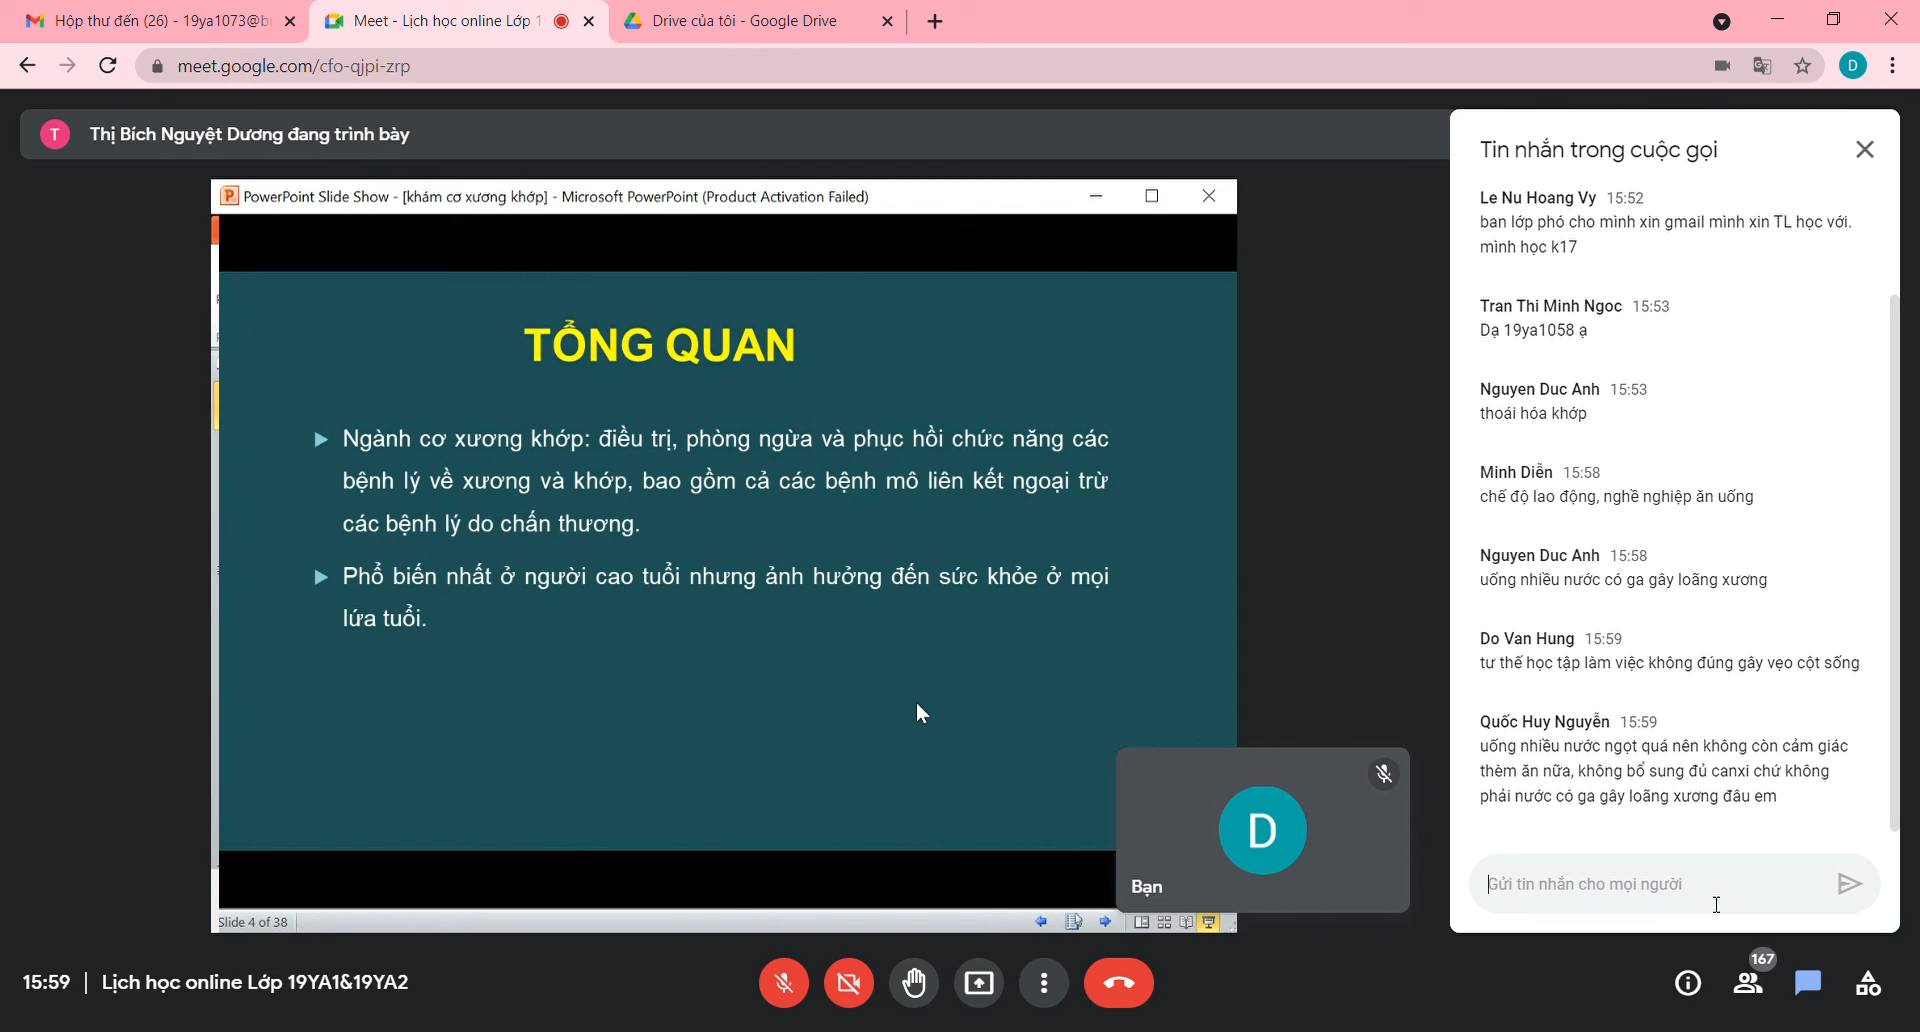 Hộp thư đến (26) - 19ya1073@b
Meet - Lịch học online Lớp 1
Drive của tôi - Google Drive
meet.google.com/cfo-qjpi-zrp
D
T
Thị Bích Nguyệt Dương đang trình bày
PowerPoint Slide Show - [khám cơ xương khớp] - Microsoft PowerPoint (Product Activation Failed)
TỔNG QUAN
Ngành cơ xương khớp: điều trị, phòng ngừa và phục hồi chức năng các
bệnh lý về xương và khớp, bao gồm cả các bệnh mô liên kết ngoại trừ
các bệnh lý do chấn thương.
Phổ biến nhất ở người cao tuổi nhưng ảnh hưởng đến sức khỏe ở mọi
lứa tuổi.
D
Bạn
Slide 4 of 38
Tin nhắn trong cuộc gọi
Le Nu Hoang Vy 15:52
ban lớp phó cho mình xin gmail mình xin TL học với.
mình học k17
Tran Thi Minh Ngoc 15:53
Dạ 19ya1058 ạ
Nguyen Duc Anh 15:53
thoái hóa khớp
Minh Diễn 15:58
chế độ lao động, nghề nghiệp ăn uống
Nguyen Duc Anh 15:58
uống nhiều nước có ga gây loãng xương
Do Van Hung 15:59
tư thế học tập làm việc không đúng gây vẹo cột sống
Quốc Huy Nguyễn 15:59
uống nhiều nước ngọt quá nên không còn cảm giác
thèm ăn nữa, không bổ sung đủ canxi chứ không
phải nước có ga gây loãng xương đâu em
Gửi tin nhắn cho mọi người
15:59 | Lịch học online Lớp 19YA1&19YA2
167